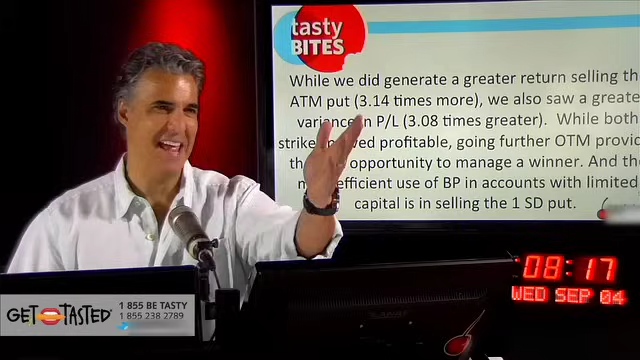 tasty
BITES
While we did generate a greater return selling th
ATM put (3.14 times more), we also saw a greate
variance in P/L (3.08 times greater). While both
strike proved profitable, going further OTM provid
the opportunity to manage a winner. And the
efficient use of BP in accounts with limited
capital is in selling the 1 SD put.
08:17
WED SEP 04
GET TASTED
1 855 BE TASTY
1 855 238 2789